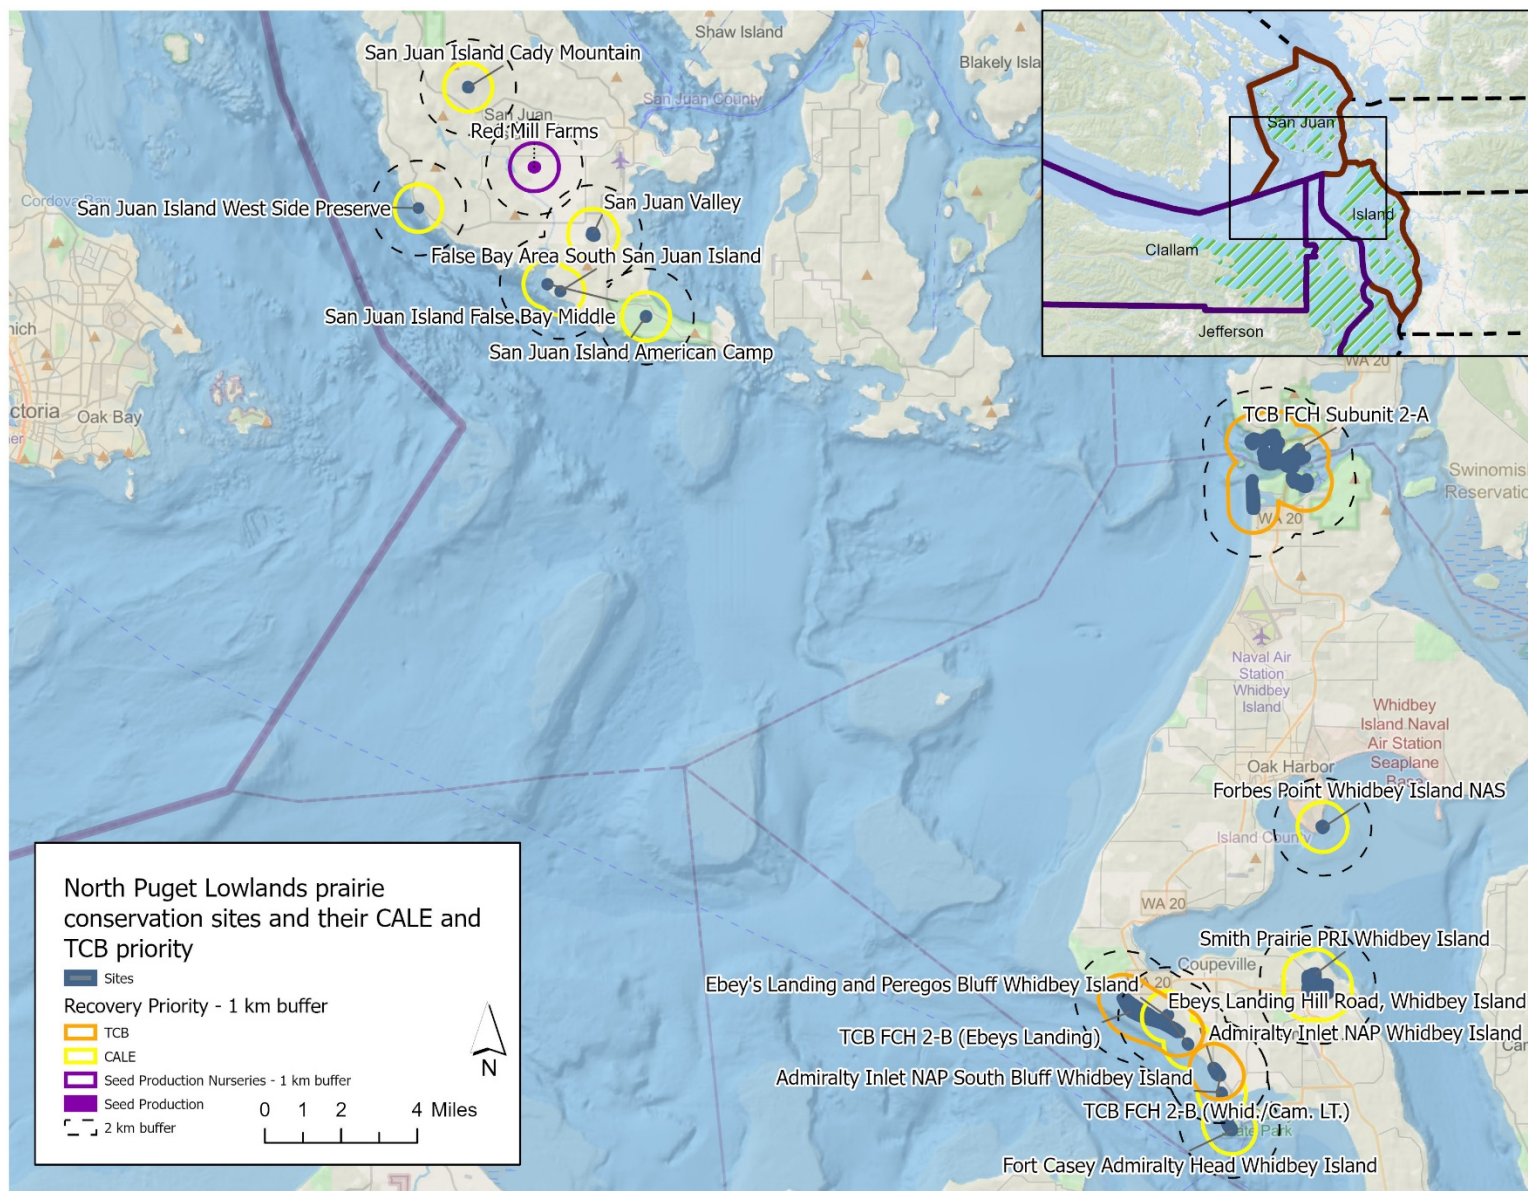 San Juan Island Cady Mountain
Shaw Island
Blakely Isla
San Juan County
San Juan
Red Mill Farms
Cordova Bay
San Juan Island West Side Preserve
San Juan Valley
False Bay Area South San Juan Island
San Juan Island False Bay Middle
San Juan Island American Camp
nich
ctoria
Oak Bay
ner
San Juan
Island
Clallam
Jefferson
WA 20
TCB FCH Subunit 2-A
Swinomis
Reservatio
WA 20
Naval Air
Station
Whidbey
Island
Whidbey
Island Naval
Air Station
Seaplane
Base
Oak Harbor
Forbes Point Whidbey Island NAS
Island County
WA 20
Smith Prairie PRI Whidbey Island
Coupeville
Ebey's Landing and Peregos Bluff Whidbey Island
A 20
Ebeys Landing Hill Road, Whidbey Island
TCB FCH 2-B (Ebeys Landing)
Admiralty Inlet NAP Whidbey Island
Can
Admiralty Inlet NAP South Bluff Whidbey Island
TCB FCH 2-B (Whid./Cam. LT.)
ate Park
Fort Casey Admiralty Head Whidbey Island
North Puget Lowlands prairie
conservation sites and their CALE and
TCB priority
Sites
Recovery Priority - 1 km buffer
TCB
CALE
Seed Production Nurseries - 1 km buffer
Seed Production
2 km buffer
N
0 1 2 4 Miles